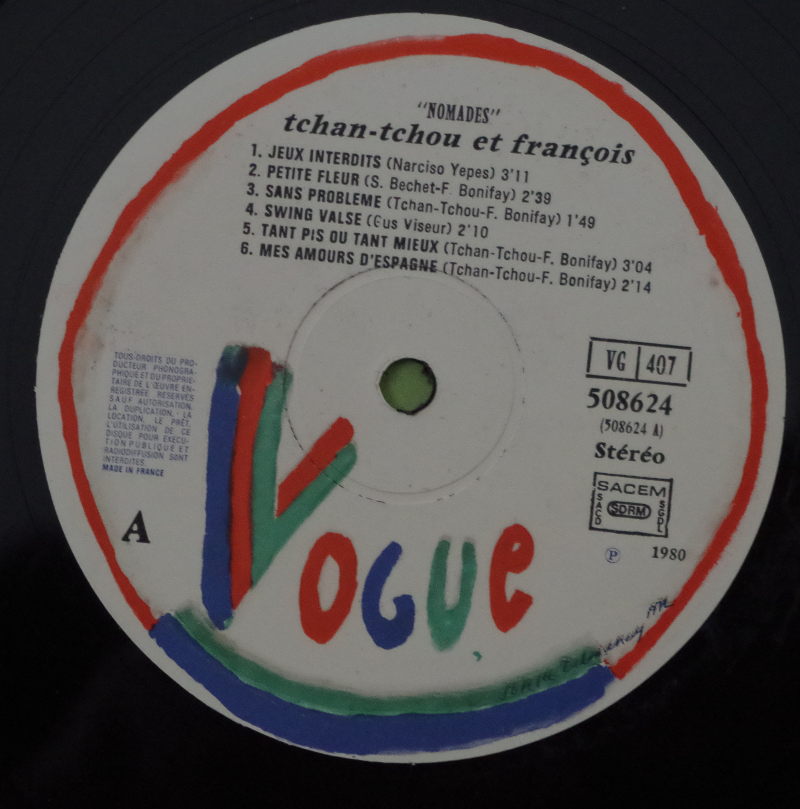 "NOMADES"
tchan-tchou et françois
1. JEUX INTERDITS (Narciso Yepes) 3'11
2. PETITE FLEUR (S. Bechet-F. Bonifay) 2'39
3. SANS PROBLEME (Tchan-Tchou-F. Bonifay) 1'49
4. SWING VALSE (Gus Viseur) 2'10
5. TANT PIS OU TANT MIEUX (Tchan-Tchou-F. Bonifay) 3'04
6. MES AMOURS D'ESPAGNE (Tchan-Tchou-F. Bonifay) 2'14
TOUS DROITS DU PRO-
DUCTEUR PHONOGRA-
PHIQUE ET DU PROPRIE-
TAIRE DE L'ŒUVRE EN-
REGISTREE RESERVES
SAUF AUTORISATION,
LA DUPLICATION, LA
LOCATION, LE PRÊT,
L'UTILISATION DE CE
DISQUE POUR EXECU-
TION PUBLIQUE ET
RADIODIFFUSION SONT
INTERDITES.
MADE IN FRANCE
VG 407
508624
(508624 A)
Stéréo
SACEM
SACD SDRM SGDL
A
℗ 1980
VOGUE